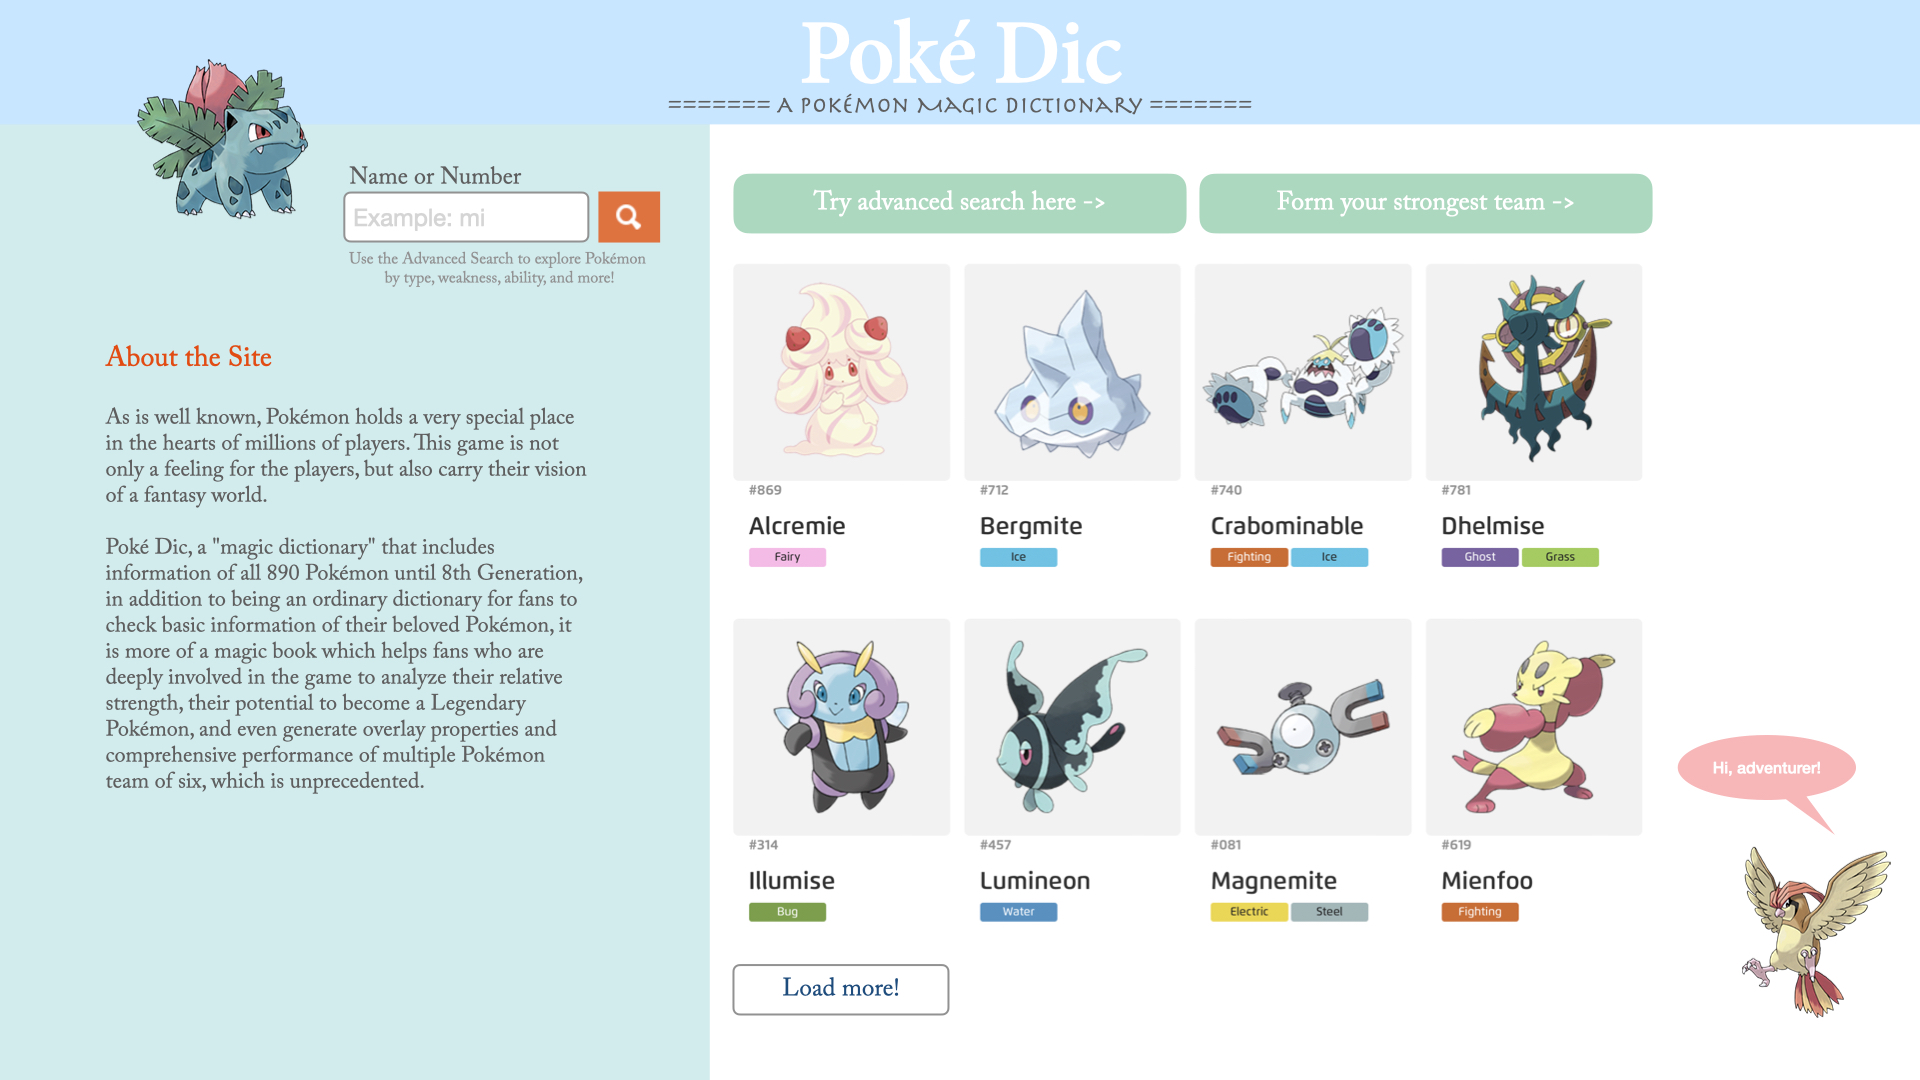 Poké Dic
======= A Pokémon Magic Dictionary =======
Name or Number
Example: mi
Use the Advanced Search to explore Pokémon
by type, weakness, ability, and more!
About the Site
As is well known, Pokémon holds a very special place
in the hearts of millions of players. This game is not
only a feeling for the players, but also carry their vision
of a fantasy world.
Poké Dic, a "magic dictionary" that includes
information of all 890 Pokémon until 8th Generation,
in addition to being an ordinary dictionary for fans to
check basic information of their beloved Pokémon, it
is more of a magic book which helps fans who are
deeply involved in the game to analyze their relative
strength, their potential to become a Legendary
Pokémon, and even generate overlay properties and
comprehensive performance of multiple Pokémon
team of six, which is unprecedented.
Try advanced search here ->
Form your strongest team ->
#869
Alcremie
Fairy
#712
Bergmite
Ice
#740
Crabominable
Fighting Ice
#781
Dhelmise
Ghost Grass
#314
Illumise
Bug
#457
Lumineon
Water
#081
Magnemite
Electric Steel
#619
Mienfoo
Fighting
Load more!
Hi, adventurer!